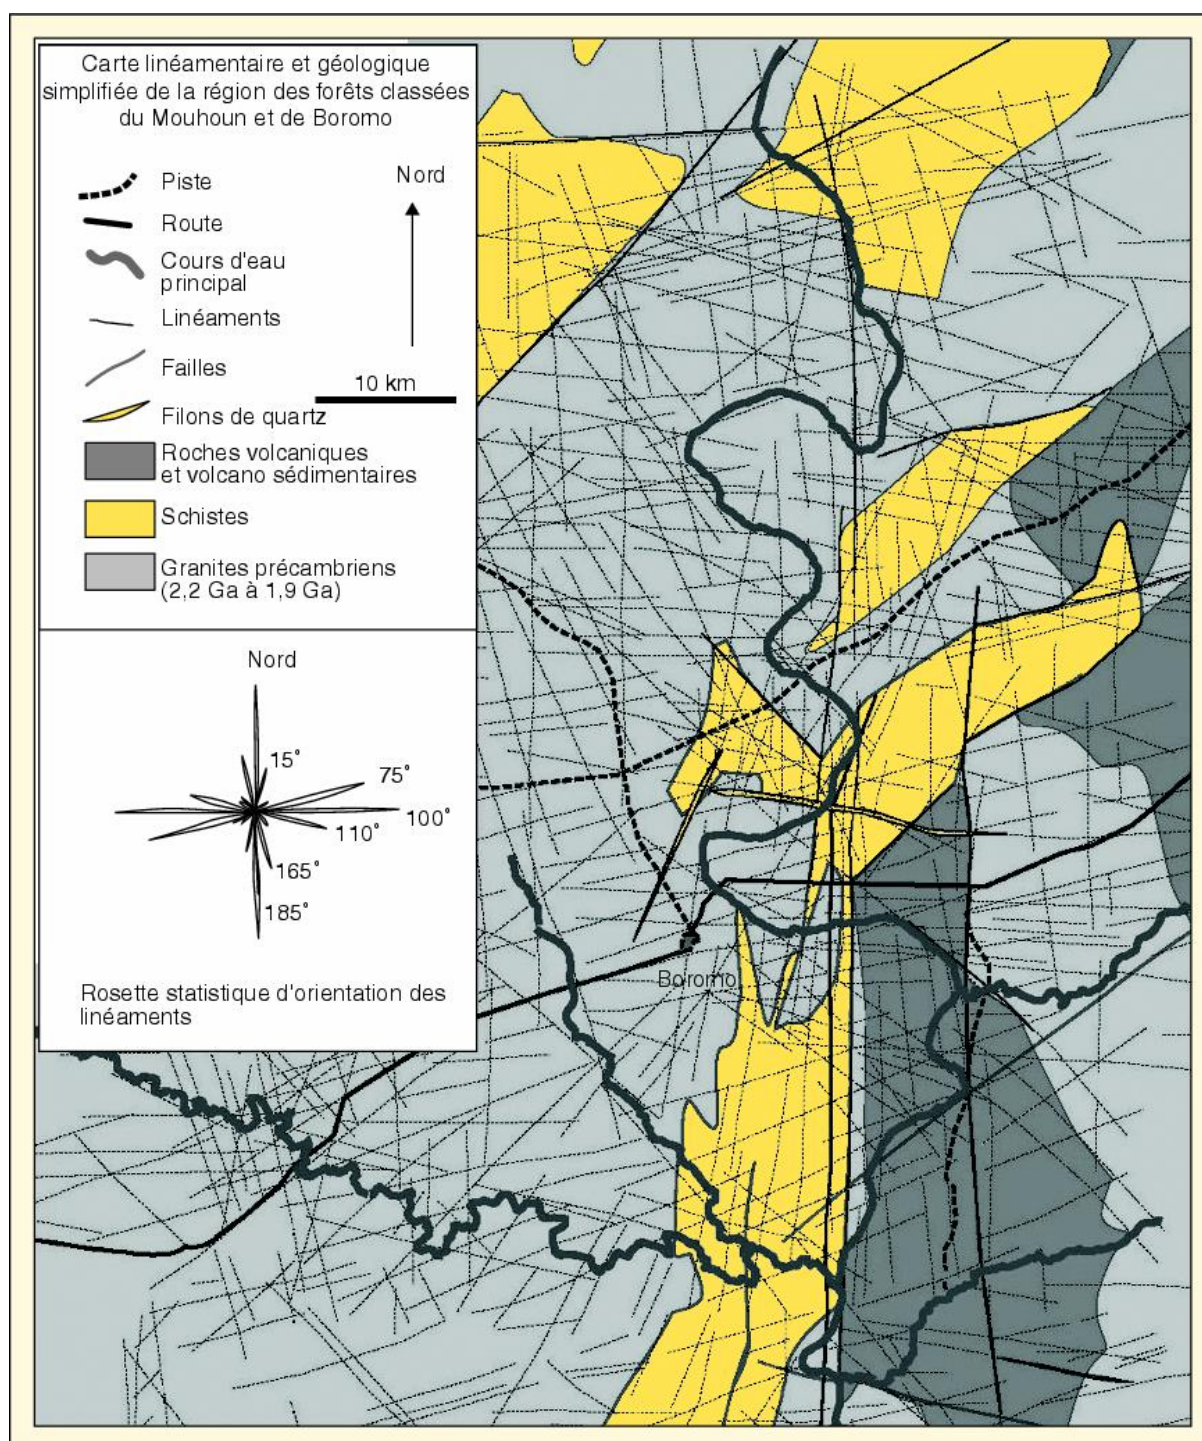 Carte linéamentaire et géologique
simplifiée de la région des forêts classées
du Mouhoun et de Boromo
Piste
Nord
Route
Cours d'eau
principal
Linéaments
Failles
10 km
Filons de quartz
Roches volcaniques
et volcano sédimentaires
Schistes
Granites précambriens
(2,2 Ga à 1,9 Ga)
Nord
15°
75°
100°
110°
165°
185°
Rosette statistique d'orientation des
linéaments
Boromo